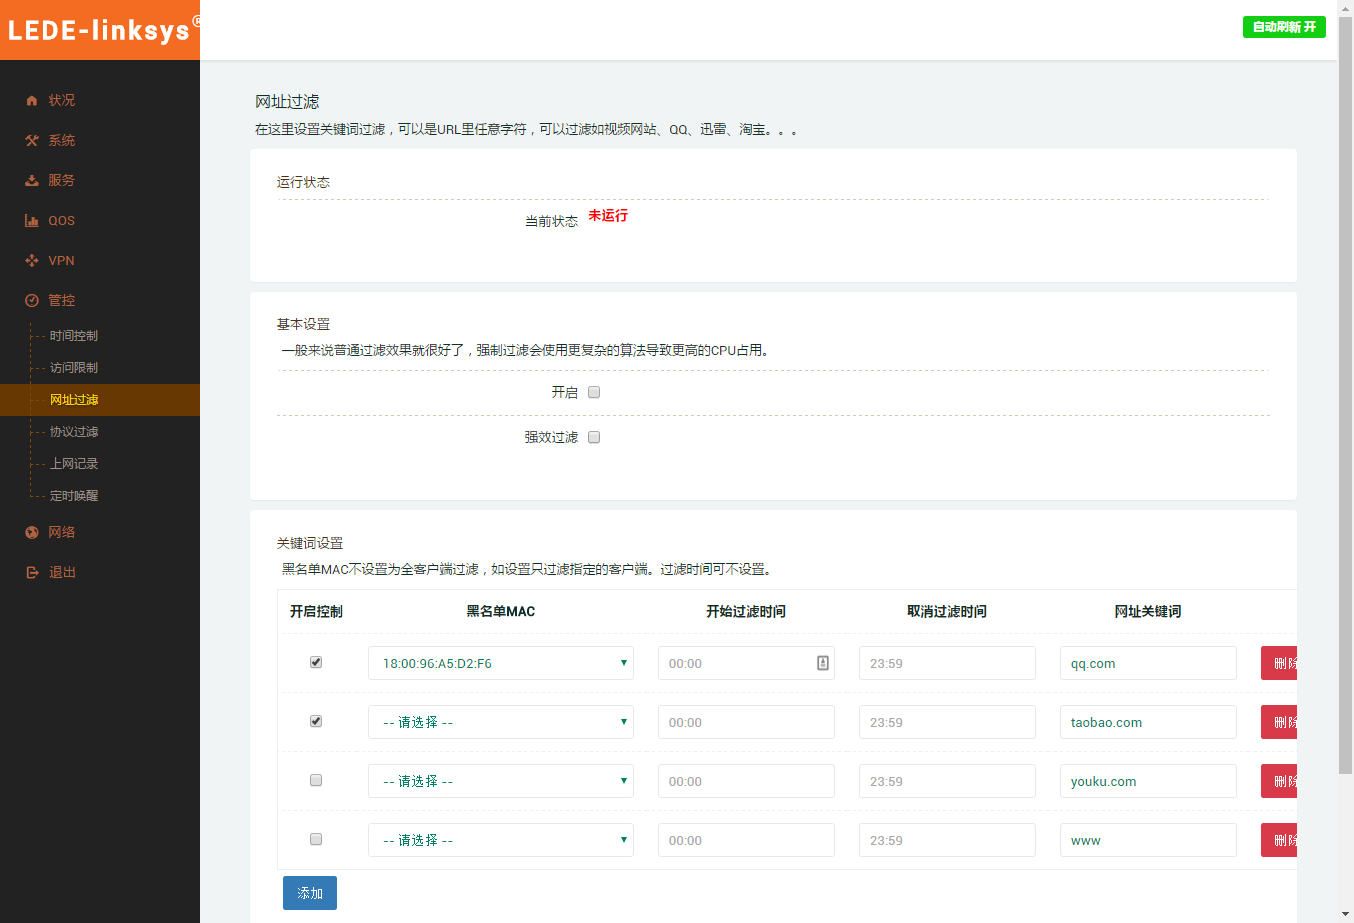 LEDE-linksys®
自动刷新 开
状况
系统
服务
QOS
VPN
管控
时间控制
访问限制
网址过滤
协议过滤
上网记录
定时唤醒
网络
退出
网址过滤
在这里设置关键词过滤，可以是URL里任意字符，可以过滤如视频网站、QQ、迅雷、淘宝。。。
运行状态
当前状态 未运行
基本设置
一般来说普通过滤效果就很好了，强制过滤会使用更复杂的算法导致更高的CPU占用。
开启
强效过滤
关键词设置
黑名单MAC不设置为全客户端过滤，如设置只过滤指定的客户端。过滤时间可不设置。
开启控制 黑名单MAC 开始过滤时间 取消过滤时间 网址关键词
18:00:96:A5:D2:F6 00:00 23:59 qq.com 删除
-- 请选择 -- 00:00 23:59 taobao.com 删除
-- 请选择 -- 00:00 23:59 youku.com 删除
-- 请选择 -- 00:00 23:59 www 删除
添加